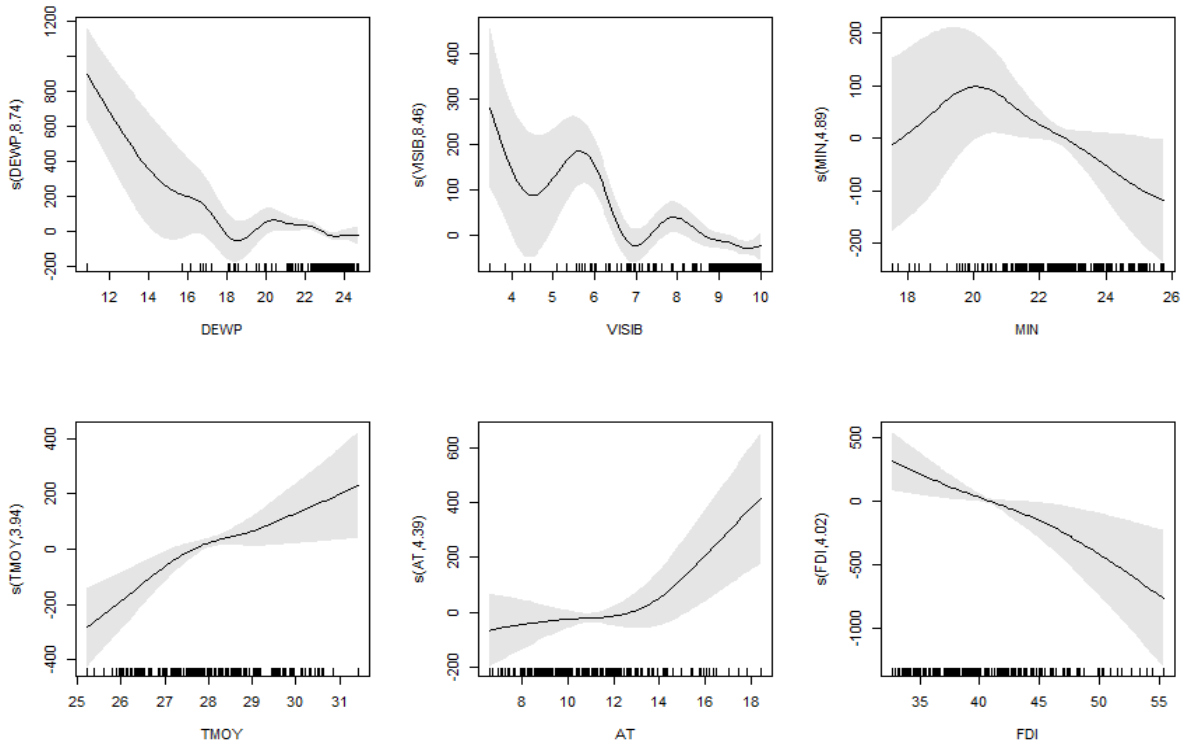 s(DEWP,8.74)
1200
800
600
400
200
0
-200
12 14 16 18 20 22 24
DEWP
s(VISIB,8.46)
400
300
200
100
0
4 5 6 7 8 9 10
VISIB
s(MIN,4.89)
200
100
0
-100
-200
18 20 22 24 26
MIN
s(TMOY,3.94)
400
200
0
-200
-400
25 26 27 28 29 30 31
TMOY
s(AT,4.39)
600
400
200
0
-200
8 10 12 14 16 18
AT
s(FDI,4.02)
500
0
-500
-1000
35 40 45 50 55
FDI